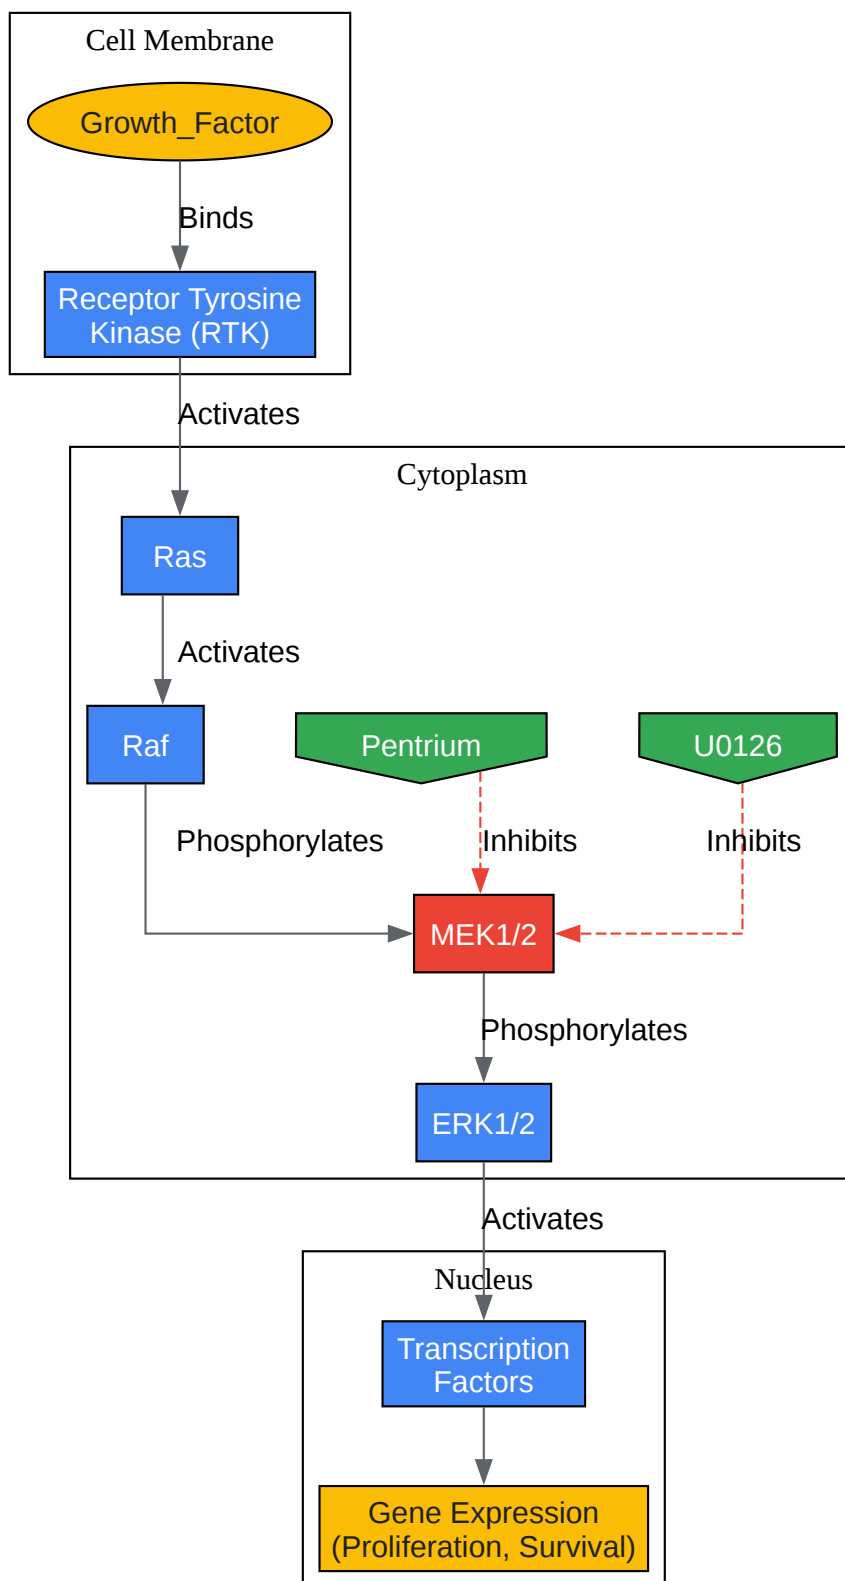 Cell Membrane
Growth_Factor
Binds
Receptor Tyrosine
Kinase (RTK)
Activates
Cytoplasm
Ras
Activates
Raf
Pentrium
U0126
Phosphorylates
Inhibits
Inhibits
MEK1/2
Phosphorylates
ERK1/2
Activates
Nucleus
Transcription
Factors
Gene Expression
(Proliferation, Survival)